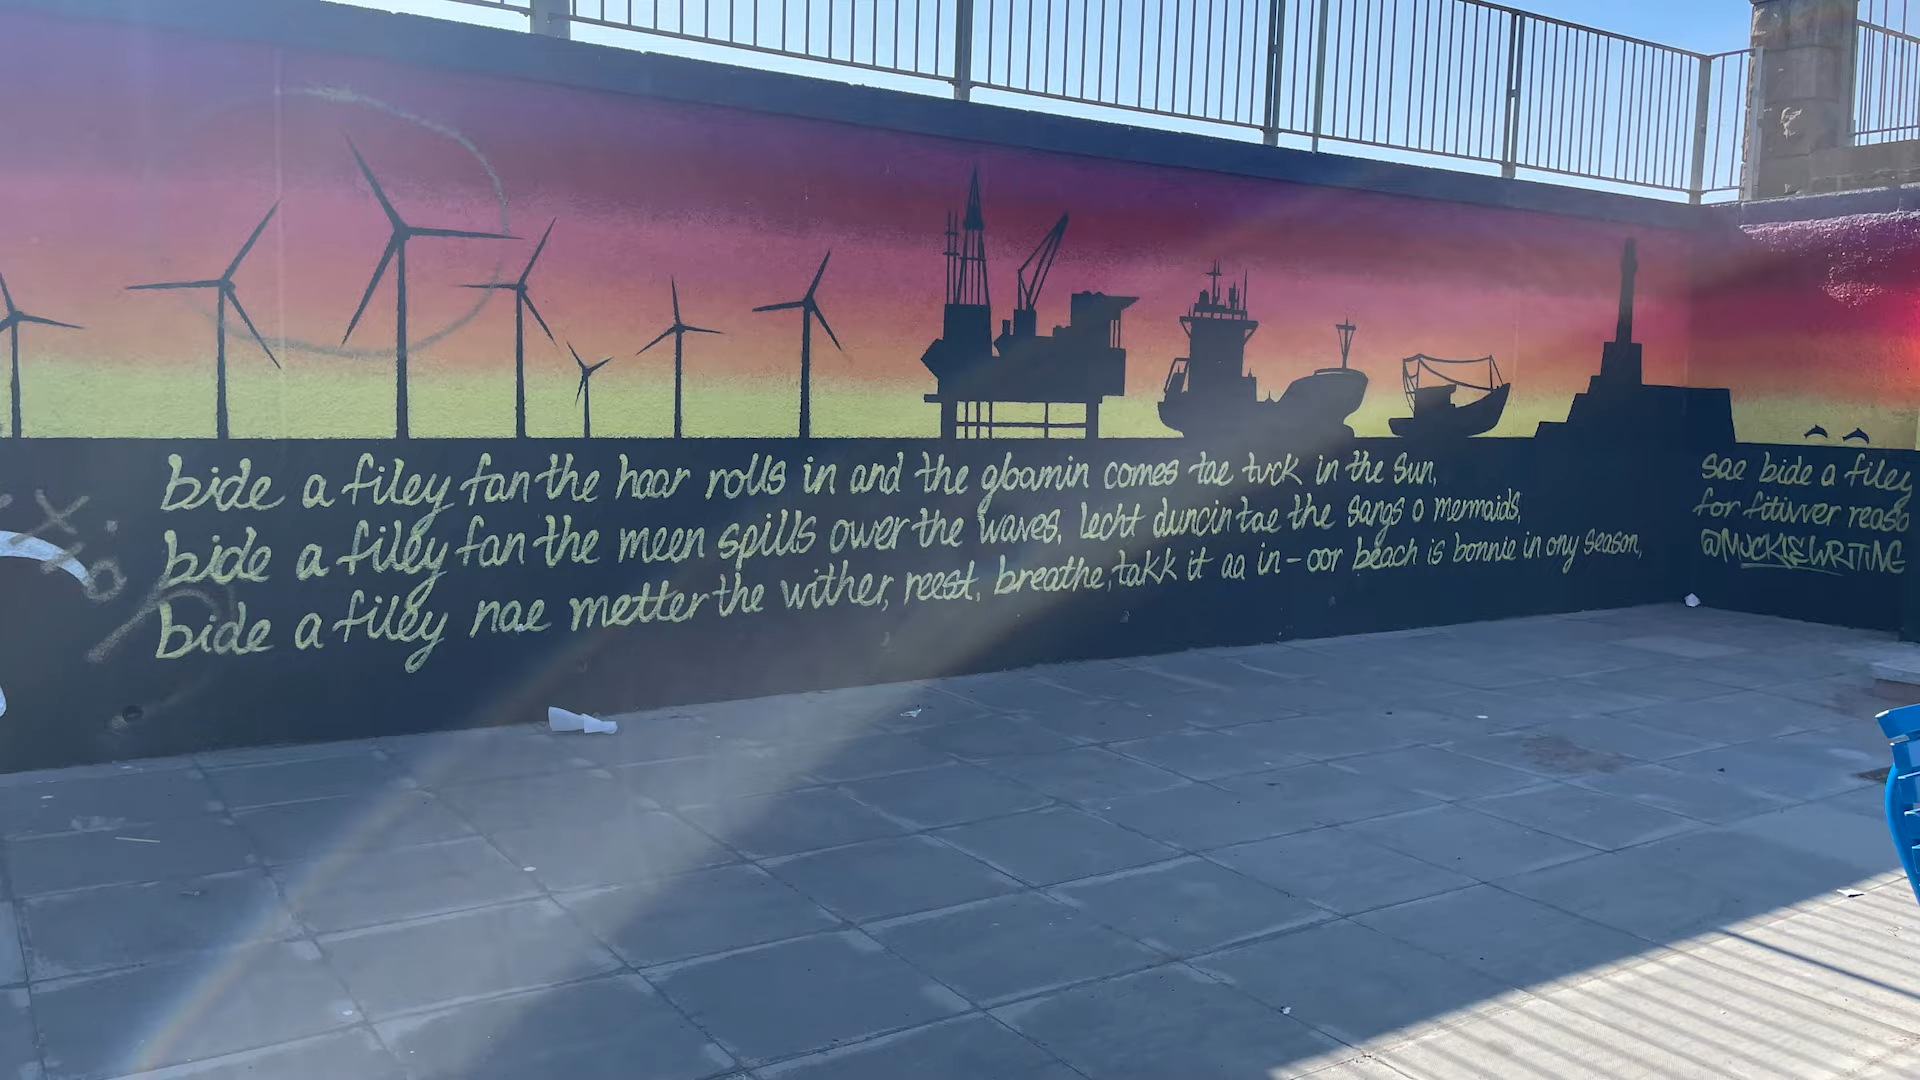 bide a filey fan the haar rolls in and the gloamin comes tae tuck in the sun,
bide a filey fan the meen spills ower the waves, lecht duncin tae the sangs o mermaids,
bide a filey nae metter the wither, reest, breathe, takk it aa in - oor beach is bonnie in ony season,
sae bide a filey
for fitivver reaso
@MUCKLEWRITING